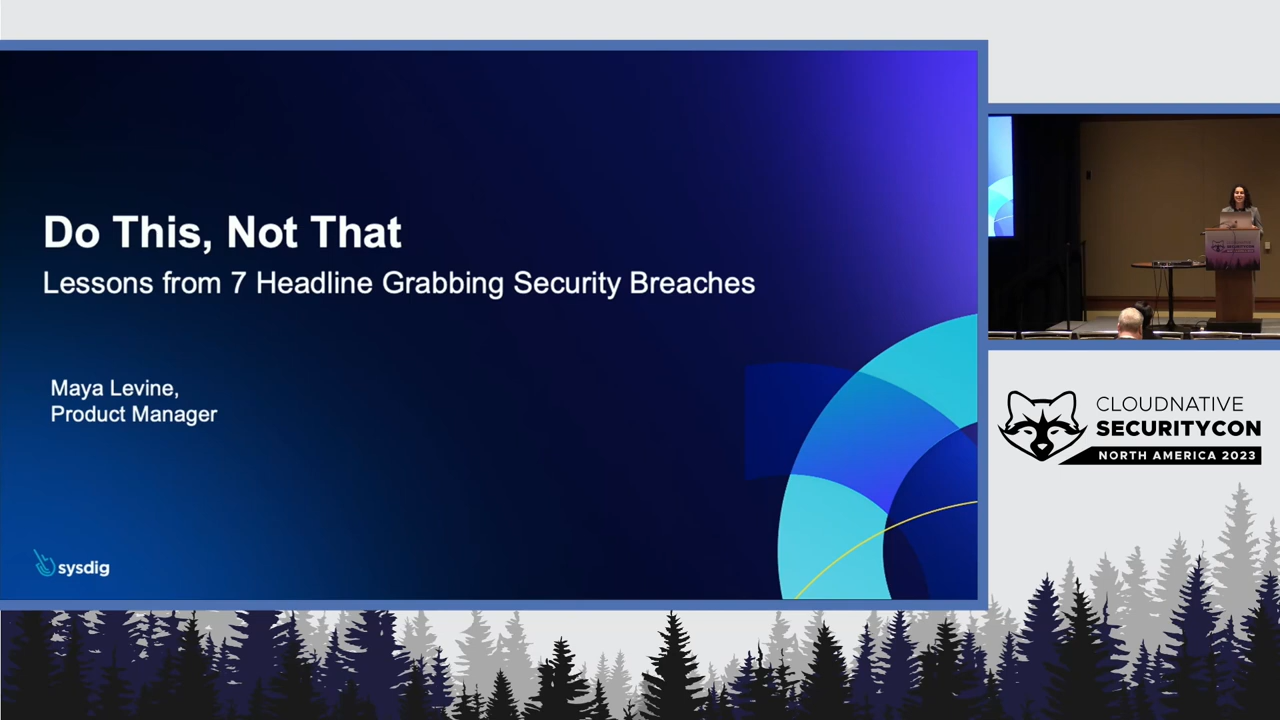 Do This, Not That
Lessons from 7 Headline Grabbing Security Breaches
Maya Levine,
Product Manager
sysdig
CLOUDNATIVE
SECURITYCON
NORTH AMERICA 2023